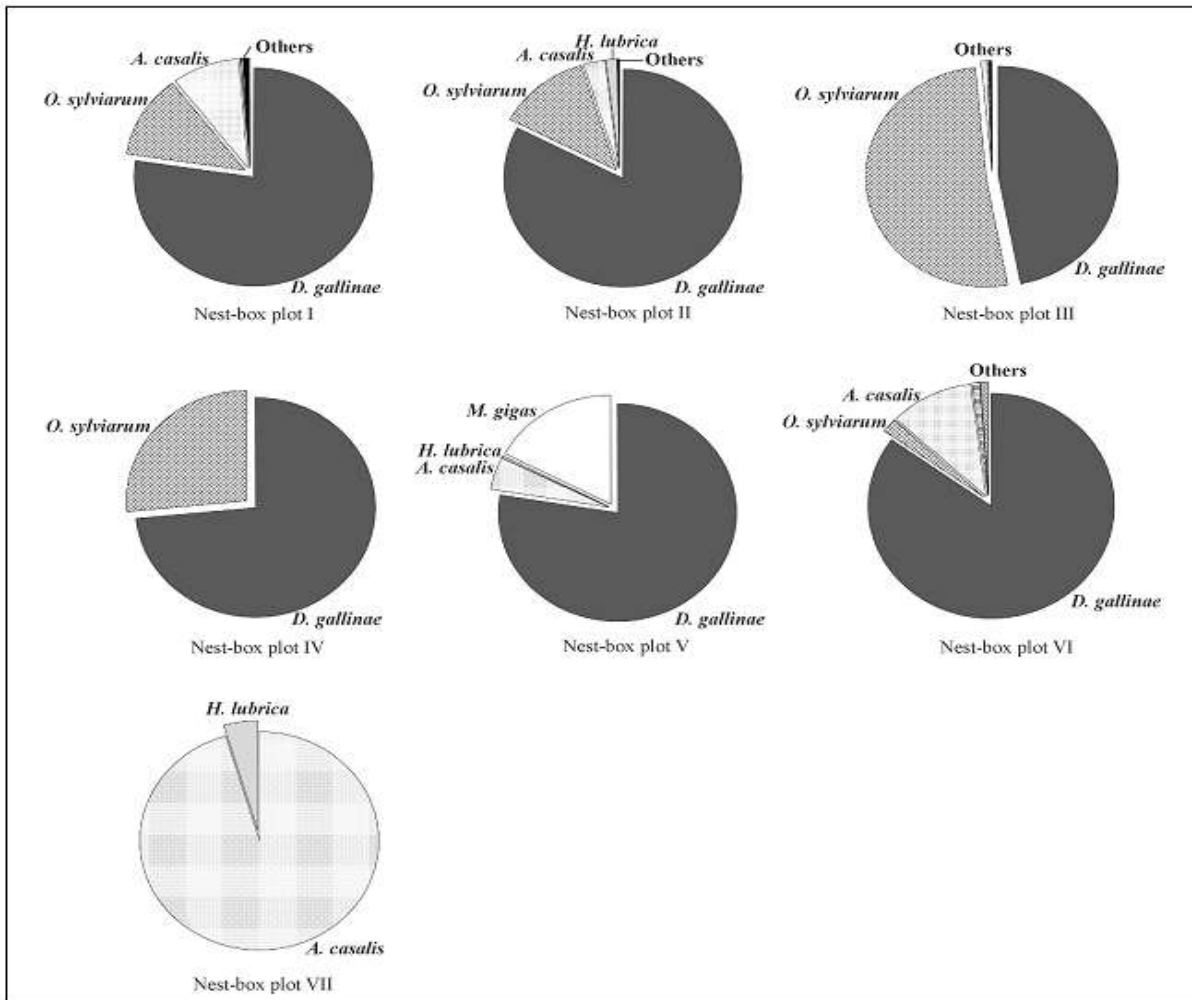 Others
A. casalis
O. sylviarum
D. gallinae
Nest-box plot I
H. lubrica
A. casalis
Others
O. sylviarum
D. gallinae
Nest-box plot II
Others
O. sylviarum
D. gallinae
Nest-box plot III
O. sylviarum
D. gallinae
Nest-box plot IV
M. gigas
H. lubrica
A. casalis
D. gallinae
Nest-box plot V
Others
A. casalis
O. sylviarum
D. gallinae
Nest-box plot VI
H. lubrica
A. casalis
Nest-box plot VII